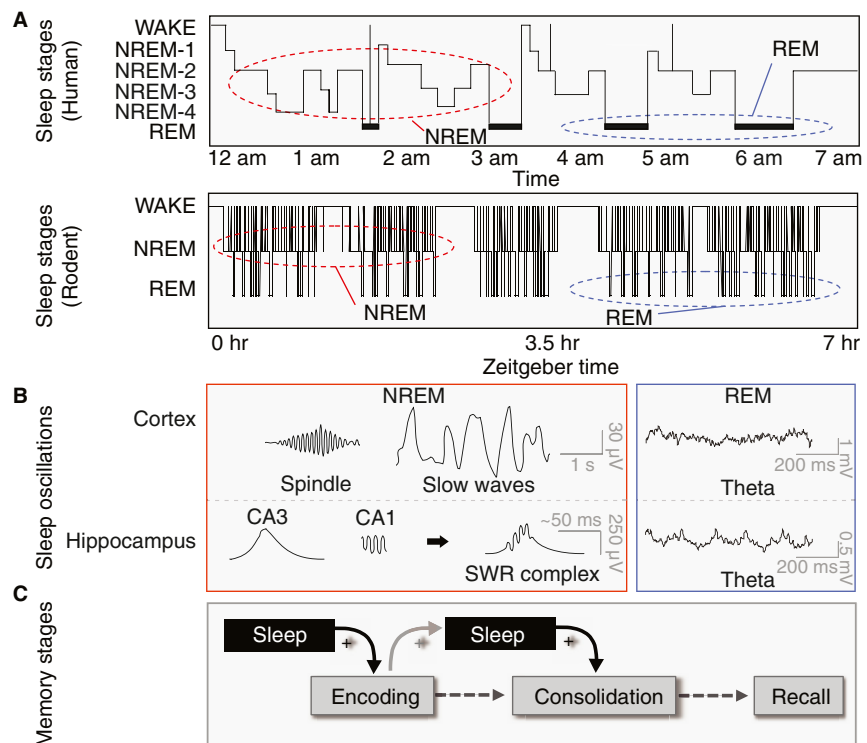 A
Sleep stages
(Human)
WAKE
NREM-1
NREM-2
NREM-3
NREM-4
REM
REM
NREM
12 am 1 am 2 am 3 am 4 am 5 am 6 am 7 am
Time
Sleep stages
(Rodent)
WAKE
NREM
REM
NREM
REM
0 hr 3.5 hr 7 hr
Zeitgeber time
B
Sleep oscillations
NREM
REM
Cortex
Spindle
Slow waves
1 s
30 µV
200 ms
1 mV
Theta
Hippocampus
CA3
CA1
~50 ms
250 µV
SWR complex
200 ms
0.5 mV
Theta
C
Memory stages
Sleep
+
+
Sleep
+
Encoding
Consolidation
Recall